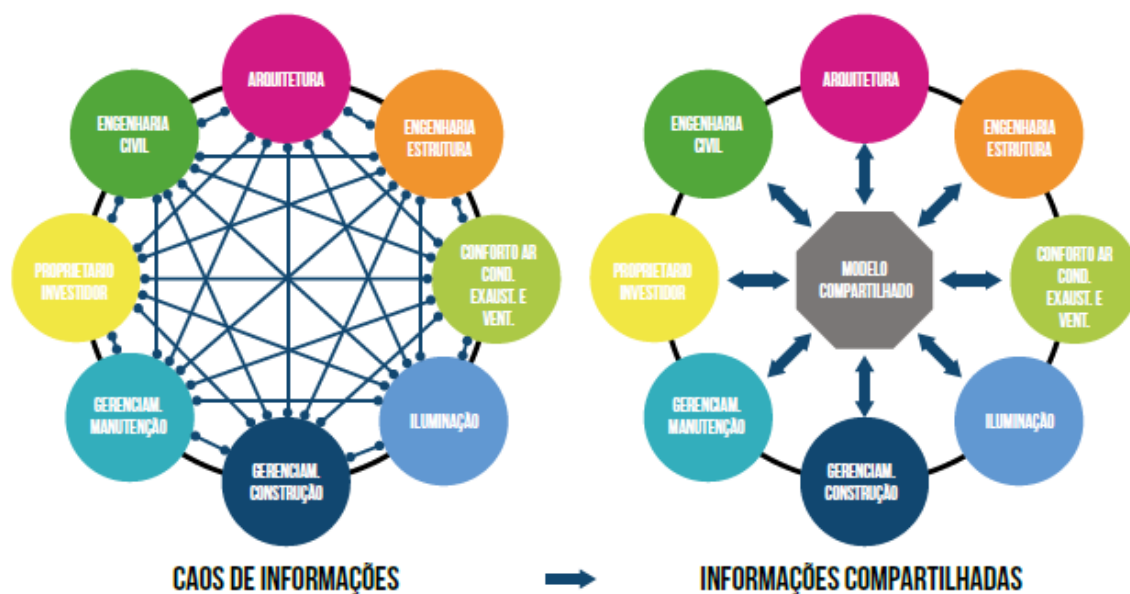 ARQUITETURA
ENGENHARIA
CIVIL
ENGENHARIA
ESTRUTURA
PROPRIETARIO
INVESTIDOR
CONFORTO AR
COND.
EXAUST. E
VENT.
GERENCIAM.
MANUTENÇÃO
ILUMINAÇÃO
GERENCIAM.
CONSTRUÇÃO
CAOS DE INFORMAÇÕES
ARQUITETURA
ENGENHARIA
CIVIL
ENGENHARIA
ESTRUTURA
PROPRIETARIO
INVESTIDOR
MODELO
COMPARTILHADO
CONFORTO AR
COND.
EXAUST. E
VENT.
GERENCIAM.
MANUTENÇÃO
ILUMINAÇÃO
GERENCIAM.
CONSTRUÇÃO
INFORMAÇÕES COMPARTILHADAS